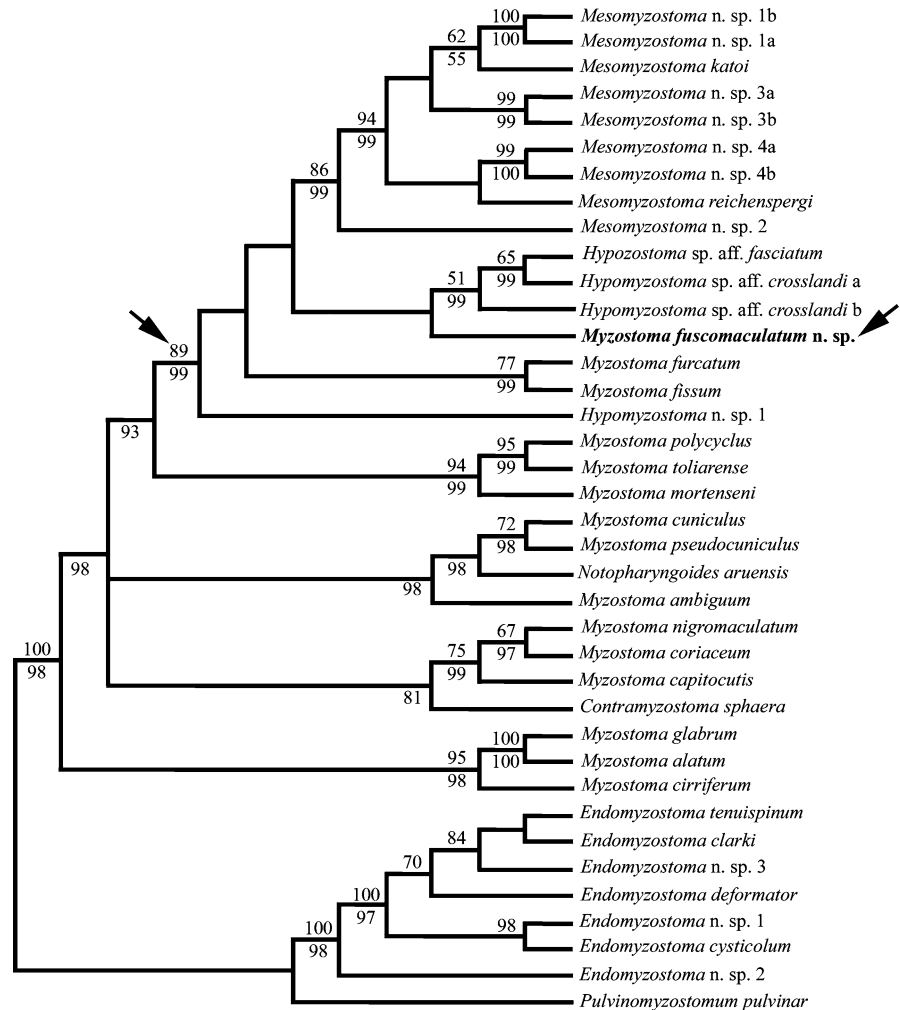 100
Mesomyzostoma n. sp. 1b
62
100
Mesomyzostoma n. sp. 1a
55
Mesomyzostoma katoi
99
Mesomyzostoma n. sp. 3a
94
99
Mesomyzostoma n. sp. 3b
99
99
Mesomyzostoma n. sp. 4a
86
100
Mesomyzostoma n. sp. 4b
99
Mesomyzostoma reichenspergi
Mesomyzostoma n. sp. 2
65
Hypozostoma sp. aff. fasciatum
51
99
Hypomyzostoma sp. aff. crosslandi a
99
Hypomyzostoma sp. aff. crosslandi b
Myzostoma fuscomaculatum n. sp.
89
77
Myzostoma furcatum
99
99
Myzostoma fissum
Hypomyzostoma n. sp. 1
93
95
Myzostoma polycyclus
94
99
Myzostoma toliarense
99
Myzostoma mortenseni
72
Myzostoma cuniculus
98
Myzostoma pseudocuniculus
98
98
Notopharyngoides aruensis
98
Myzostoma ambiguum
67
Myzostoma nigromaculatum
100
75
97
Myzostoma coriaceum
98
99
Myzostoma capitocutis
81
Contramyzostoma sphaera
100
Myzostoma glabrum
95
100
Myzostoma alatum
98
Myzostoma cirriferum
Endomyzostoma tenuispinum
84
Endomyzostoma clarki
70
Endomyzostoma n. sp. 3
100
Endomyzostoma deformator
97
98
Endomyzostoma n. sp. 1
100
Endomyzostoma cysticolum
98
Endomyzostoma n. sp. 2
Pulvinomyzostomum pulvinar